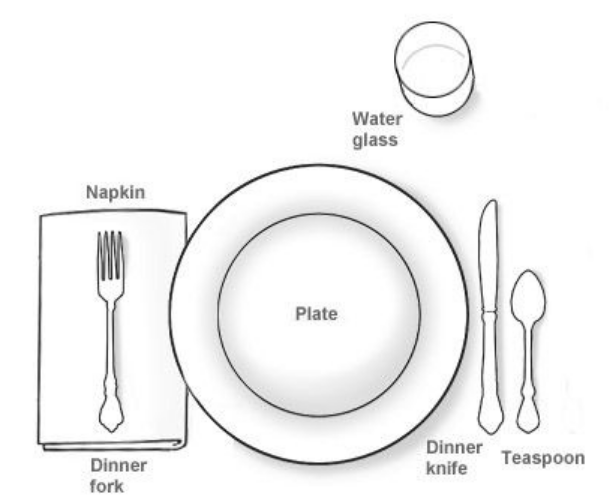 Water
glass
Napkin
Plate
Dinner
knife
Teaspoon
Dinner
fork